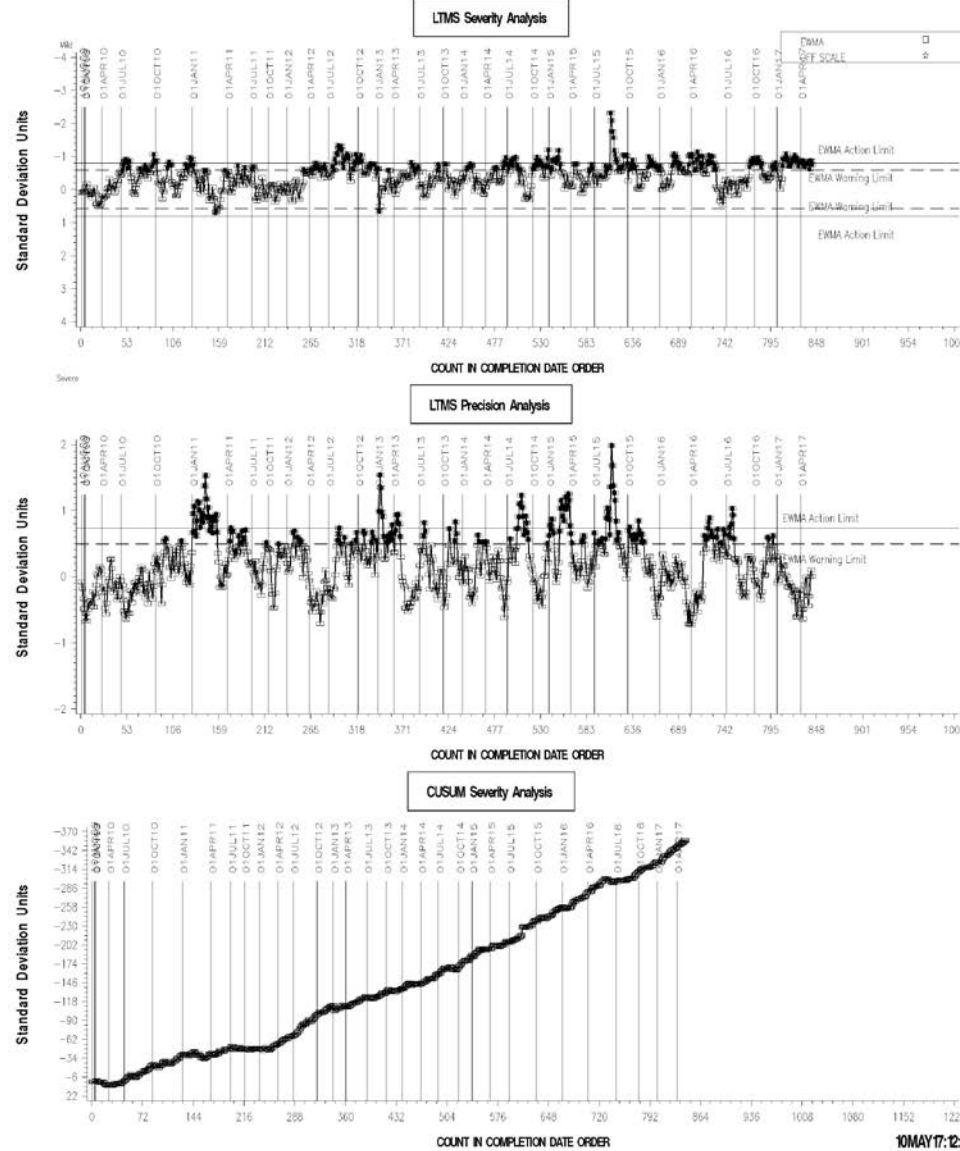 LTMS Severity Analysis
Mild
EWMA
OFF SCALE
-4
-3
-2
-1
0
1
2
3
4
01APR10
01JUL10
01OCT10
01JAN11
01APR11
01JUL11
01OCT11
01JAN12
01APR12
01JUL12
01OCT12
01JAN13
01APR13
01JUL13
01OCT13
01JAN14
01APR14
01JUL14
01OCT14
01JAN15
01APR15
01JUL15
01OCT15
01JAN16
01APR16
01JUL16
01OCT16
01JAN17
01APR17
EWMA Action Limit
EWMA Warning Limit
EWMA Warning Limit
EWMA Action Limit
Standard Deviation Units
0 53 106 159 212 265 318 371 424 477 530 583 636 689 742 795 848 901 954 100
COUNT IN COMPLETION DATE ORDER
Severe
LTMS Precision Analysis
2
1
0
-1
-2
01APR10
01JUL10
01OCT10
01JAN11
01APR11
01JUL11
01OCT11
01JAN12
01APR12
01JUL12
01OCT12
01JAN13
01APR13
01JUL13
01OCT13
01JAN14
01APR14
01JUL14
01OCT14
01JAN15
01APR15
01JUL15
01OCT15
01JAN16
01APR16
01JUL16
01OCT16
01JAN17
01APR17
EWMA Action Limit
EWMA Warning Limit
Standard Deviation Units
0 53 106 159 212 265 318 371 424 477 530 583 636 689 742 795 848 901 954 100
COUNT IN COMPLETION DATE ORDER
CUSUM Severity Analysis
-370
-342
-314
-286
-258
-230
-202
-174
-146
-118
-90
-62
-34
-6
22
01APR10
01JUL10
01OCT10
01JAN11
01APR11
01JUL11
01OCT11
01JAN12
01APR12
01JUL12
01OCT12
01JAN13
01APR13
01JUL13
01OCT13
01JAN14
01APR14
01JUL14
01OCT14
01JAN15
01APR15
01JUL15
01OCT15
01JAN16
01APR16
01JUL16
01OCT16
01JAN17
01APR17
Standard Deviation Units
0 72 144 216 288 360 432 504 576 648 720 792 864 936 1008 1080 1152 122
COUNT IN COMPLETION DATE ORDER
10MAY17:12: